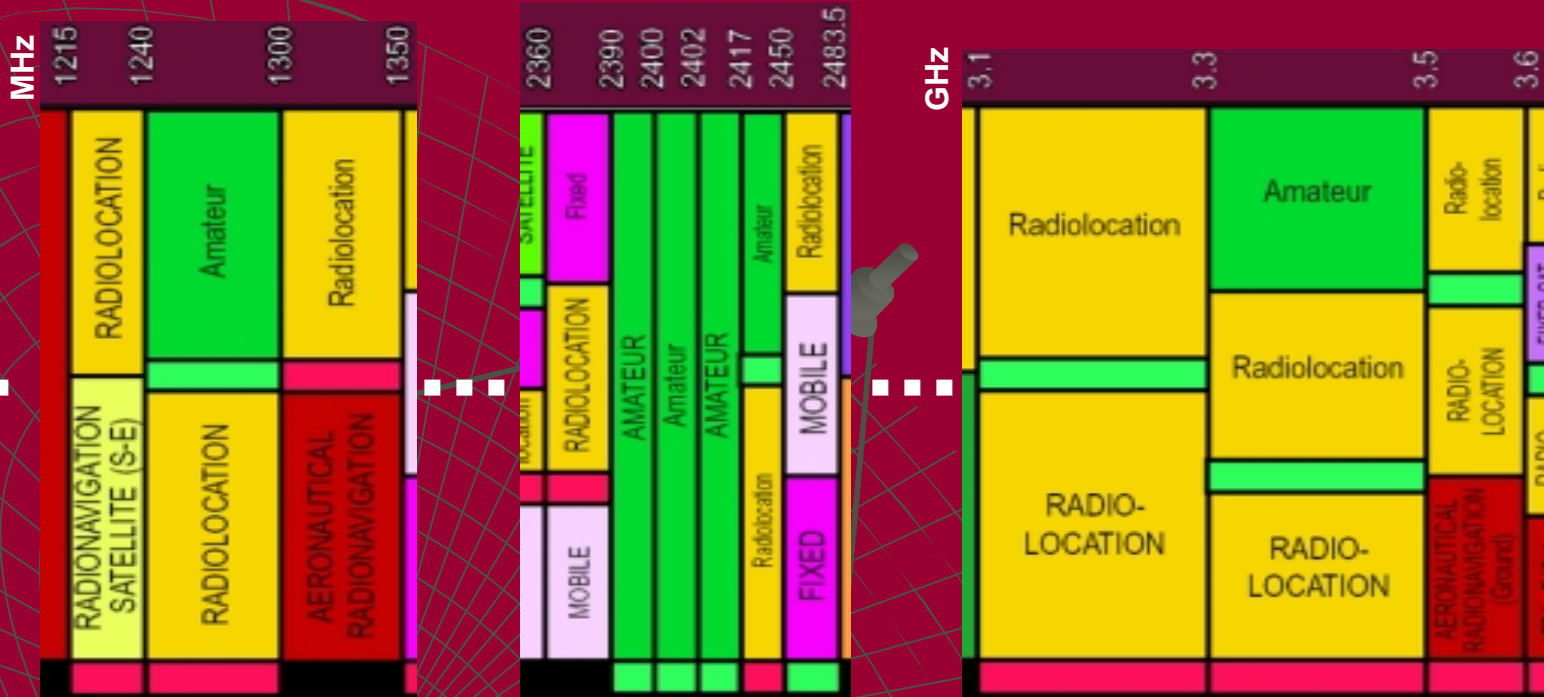 MHz
1215
1240
1300
1350
RADIOLOCATION
Amateur
Radiolocation
RADIONAVIGATION
SATELLITE (S-E)
RADIOLOCATION
AERONAUTICAL
RADIONAVIGATION
2360
2390
2400
2402
2417
2450
2483.5
SATELLITE
Fixed
RADIOLOCATION
MOBILE
AMATEUR
Amateur
AMATEUR
Amateur
Radiolocation
Radiolocation
MOBILE
FIXED
GHz
3.1
3.3
3.5
3.6
Radiolocation
RADIO-
LOCATION
Amateur
Radiolocation
RADIO-
LOCATION
Radio-
location
RADIO-
LOCATION
AERONAUTICAL
RADIONAVIGATION
(Ground)